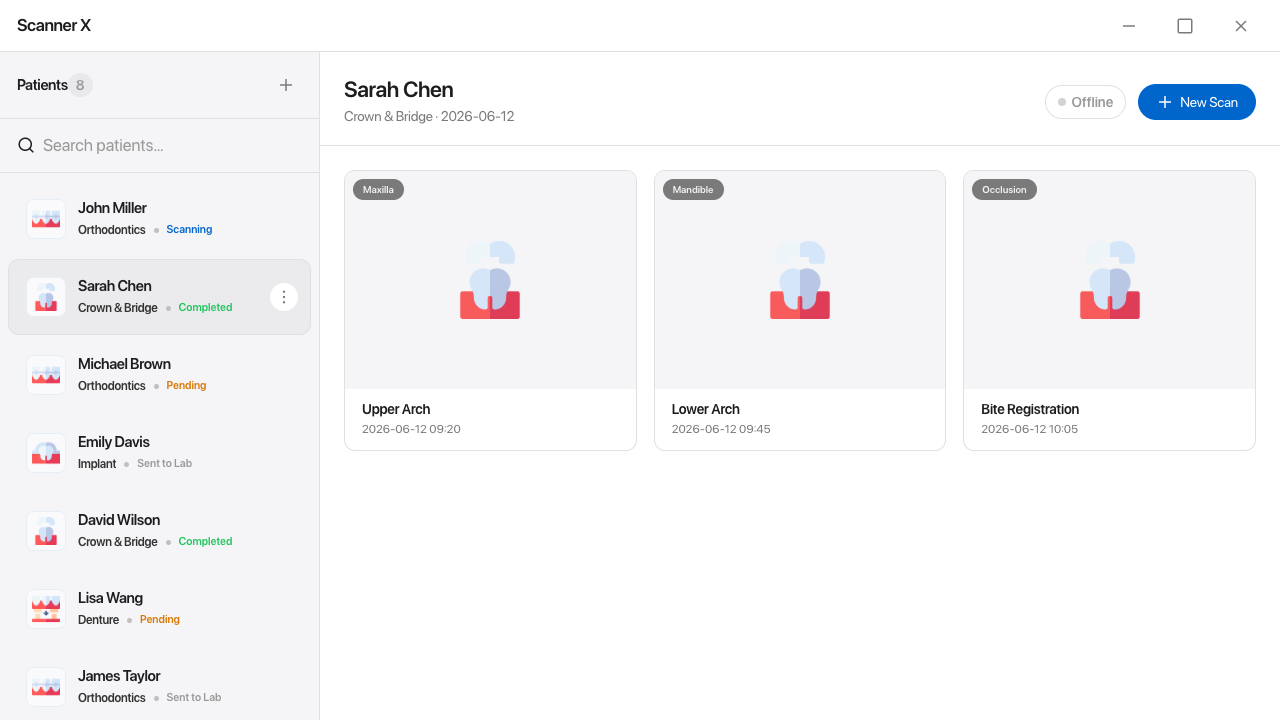 Scanner X
Patients 8
Search patients...
John Miller
Orthodontics Scanning
Sarah Chen
Crown & Bridge Completed
Michael Brown
Orthodontics Pending
Emily Davis
Implant Sent to Lab
David Wilson
Crown & Bridge Completed
Lisa Wang
Denture Pending
James Taylor
Orthodontics Sent to Lab
Sarah Chen
Crown & Bridge · 2026-06-12
Offline
New Scan
Maxilla
Upper Arch
2026-06-12 09:20
Mandible
Lower Arch
2026-06-12 09:45
Occlusion
Bite Registration
2026-06-12 10:05